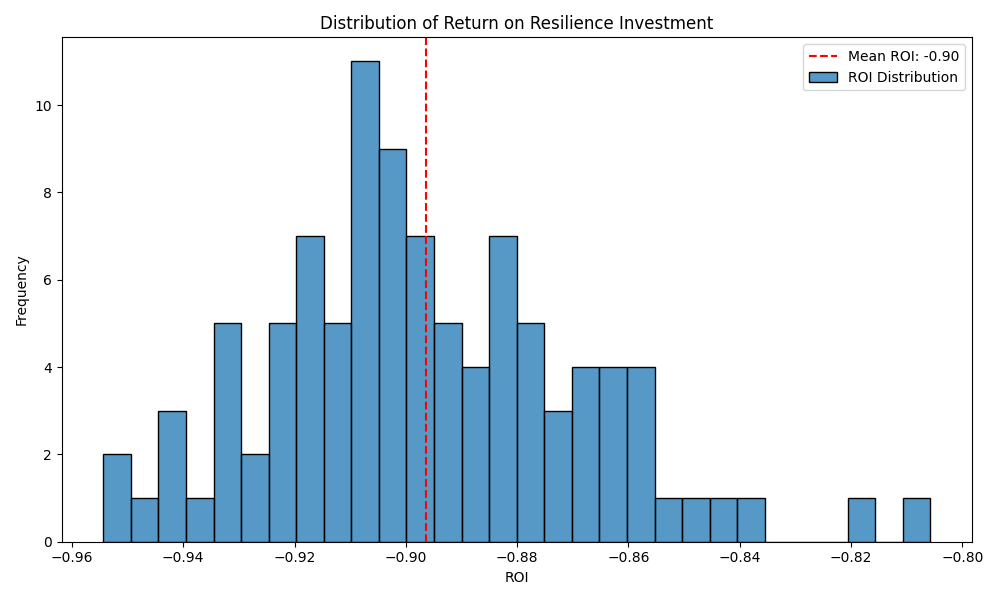 Distribution of Return on Resilience Investment
Mean ROI: -0.90
ROI Distribution
Frequency
10
8
6
4
2
0
−0.96 −0.94 −0.92 −0.90 −0.88 −0.86 −0.84 −0.82 −0.80
ROI